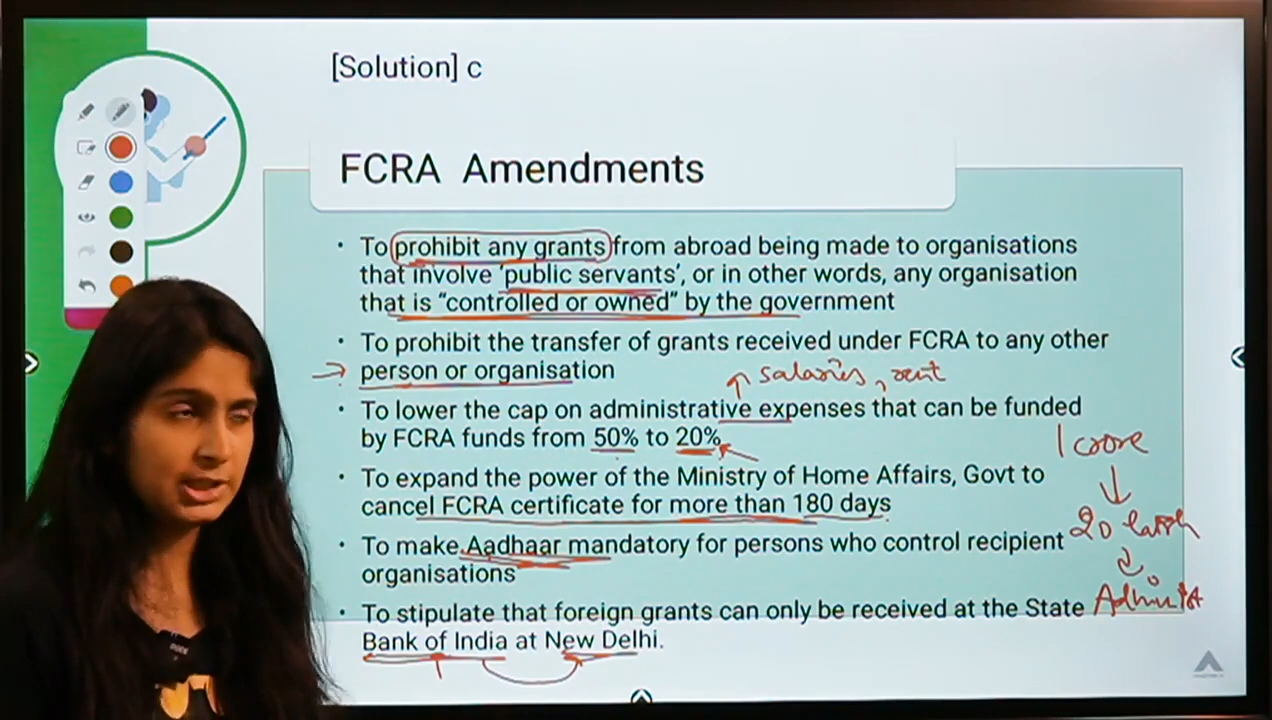 [Solution] c
FCRA Amendments
• To prohibit any grants from abroad being made to organisations
that involve ‘public servants’, or in other words, any organisation
that is “controlled or owned” by the government
• To prohibit the transfer of grants received under FCRA to any other
person or organisation
salaries, rent
• To lower the cap on administrative expenses that can be funded
by FCRA funds from 50% to 20%
1 crore
• To expand the power of the Ministry of Home Affairs, Govt to
cancel FCRA certificate for more than 180 days
20 lakh
• To make Aadhaar mandatory for persons who control recipient
organisations
• To stipulate that foreign grants can only be received at the State
Bank of India at New Delhi.